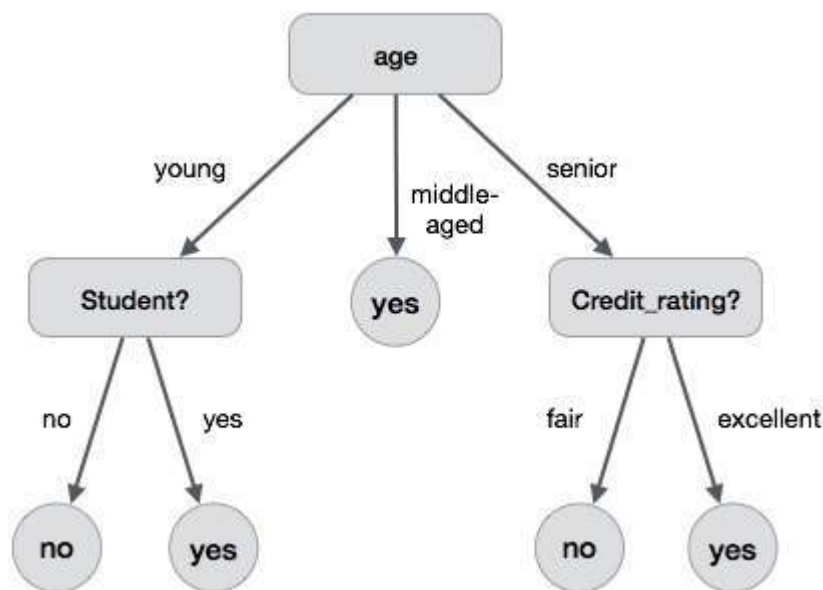 age
young
middle-
aged
senior
Student?
yes
Credit_rating?
no
yes
fair
excellent
no
yes
no
yes